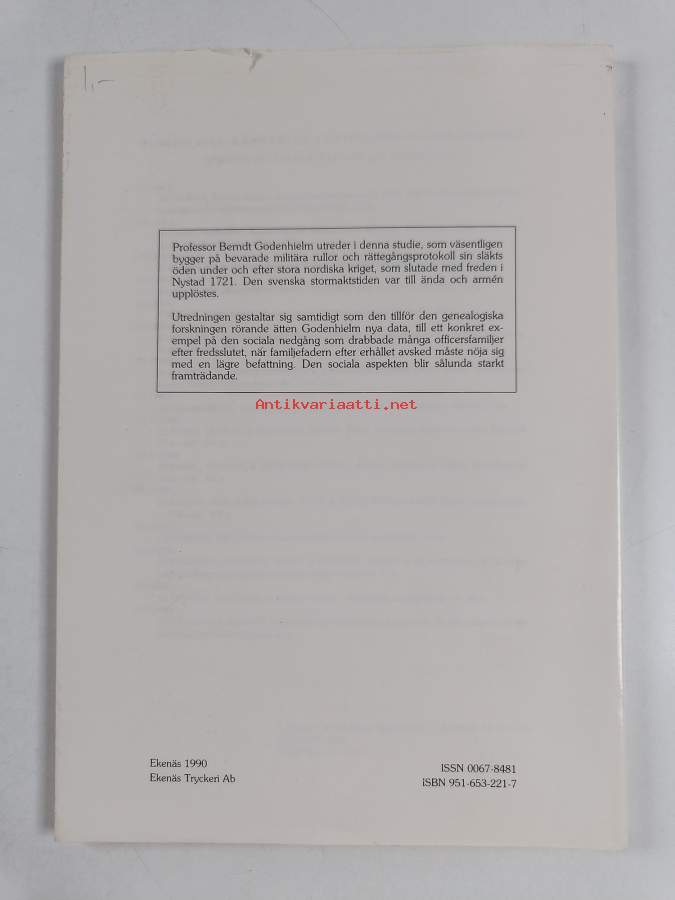 1,-
Professor Berndt Godenhielm utreder i denna studie, som väsentligen
bygger på bevarade militära rullor och rättegångsprotokoll sin släkts
öden under och efter stora nordiska kriget, som slutade med freden i
Nystad 1721. Den svenska stormaktstiden var till ända och armén
upplöstes.
Utredningen gestaltar sig samtidigt som den tillför den genealogiska
forskningen rörande ätten Godenhielm nya data, till ett konkret ex-
empel på den sociala nedgång som drabbade många officersfamiljer
efter fredsslutet, när familjefadern efter erhållet avsked måste nöja sig
med en lägre befattning. Den sociala aspekten blir sålunda starkt
framträdande.
Antikvariaatti.net
Ekenäs 1990
Ekenäs Tryckeri Ab
ISSN 0067-8481
ISBN 951-653-221-7